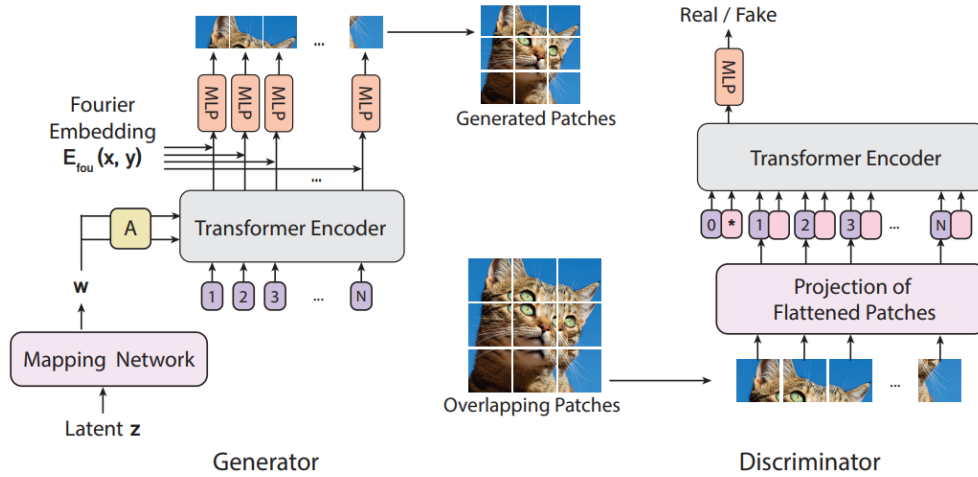 Real / Fake
...
MLP
MLP
MLP
MLP
MLP
Fourier
Embedding
E_fou (x, y)
Generated Patches
...
Transformer Encoder
A
Transformer Encoder
0
*
1
2
3
...
N
w
1
2
3
...
N
Projection of
Flattened Patches
Mapping Network
Overlapping Patches
...
Latent z
Generator
Discriminator